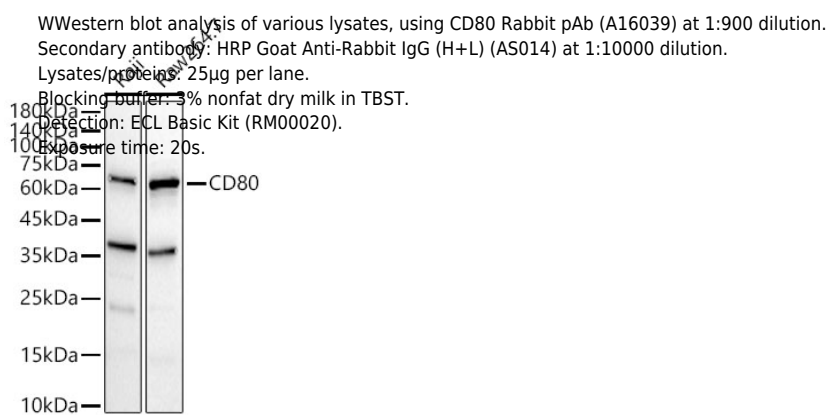 WWestern blot analysis of various lysates, using CD80 Rabbit pAb (A16039) at 1:900 dilution.
Secondary antibody: HRP Goat Anti-Rabbit IgG (H+L) (AS014) at 1:10000 dilution.
Lysates/proteins: 25μg per lane.
Blocking buffer: 3% nonfat dry milk in TBST.
Detection: ECL Basic Kit (RM00020).
Exposure time: 20s.
Raji
Raw264.7
180kDa
140kDa
100kDa
75kDa
60kDa
CD80
45kDa
35kDa
25kDa
15kDa
10kDa